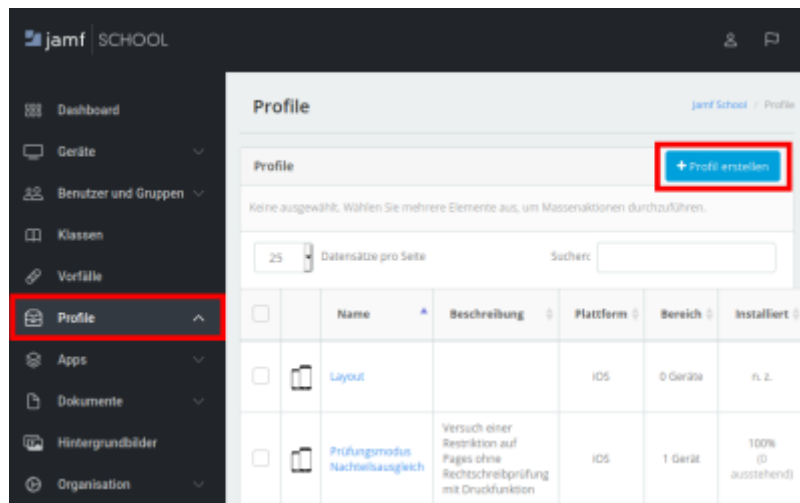 jamf SCHOOL
Dashboard
Geräte
Benutzer und Gruppen
Klassen
Vorfälle
Profile
Apps
Dokumente
Hintergrundbilder
Organisation
Profile
Jamf School / Profile
Profile
+ Profil erstellen
Keine ausgewählt. Wählen Sie mehrere Elemente aus, um Massenaktionen durchzuführen.
25 Datensätze pro Seite
Suchen:
Name Beschreibung Plattform Bereich Installiert
Layout iOS 0 Geräte n. z.
Prüfungsmodus
Nachteilsausgleich
Versuch einer
Restriktion auf
Pages ohne
Rechtschreibprüfung
mit Druckfunktion
iOS
1 Gerät
100%
(0
ausstehend)